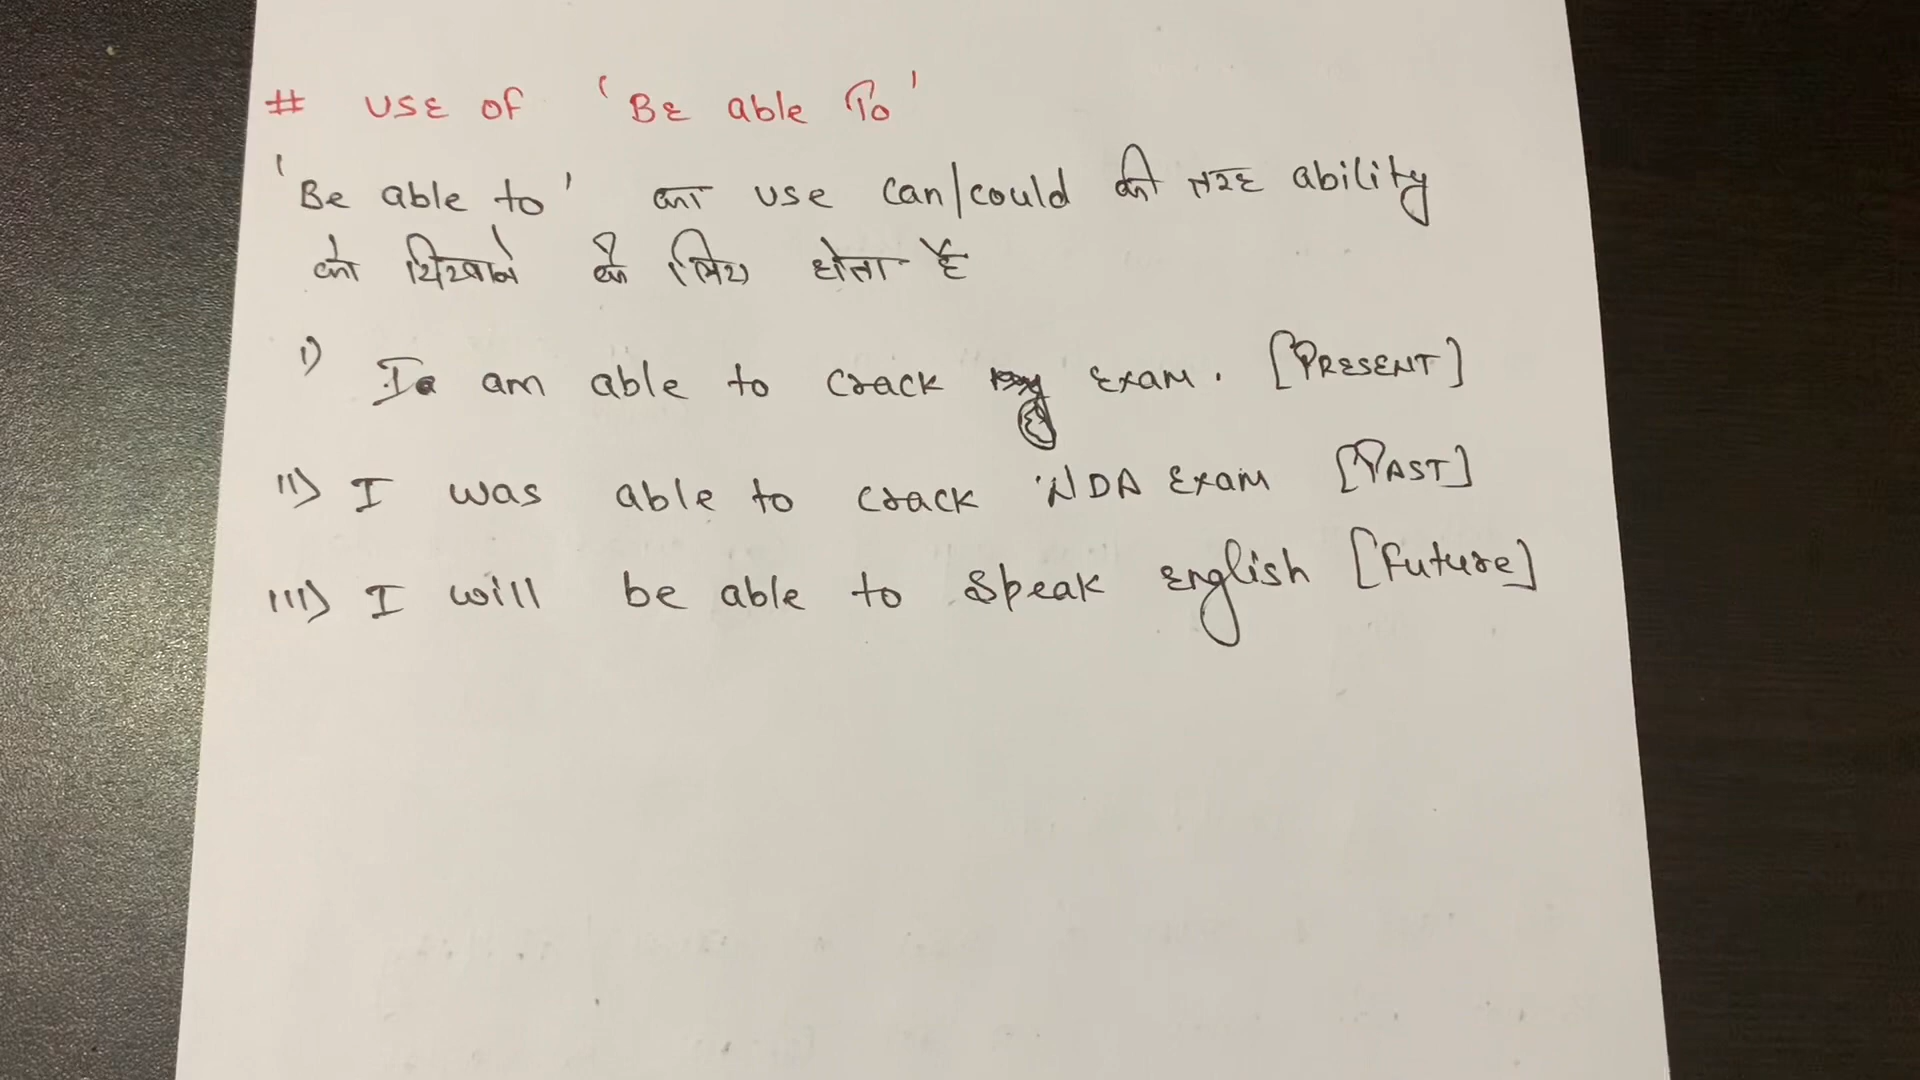 # USE OF 'BE able To'
'Be able to' का use can/could की तरह ability
को दिखाने के लिए होता है
i) I am able to crack Exam. [PRESENT]
ii) I was able to crack NDA Exam [PAST]
iii) I will be able to speak English [Future]